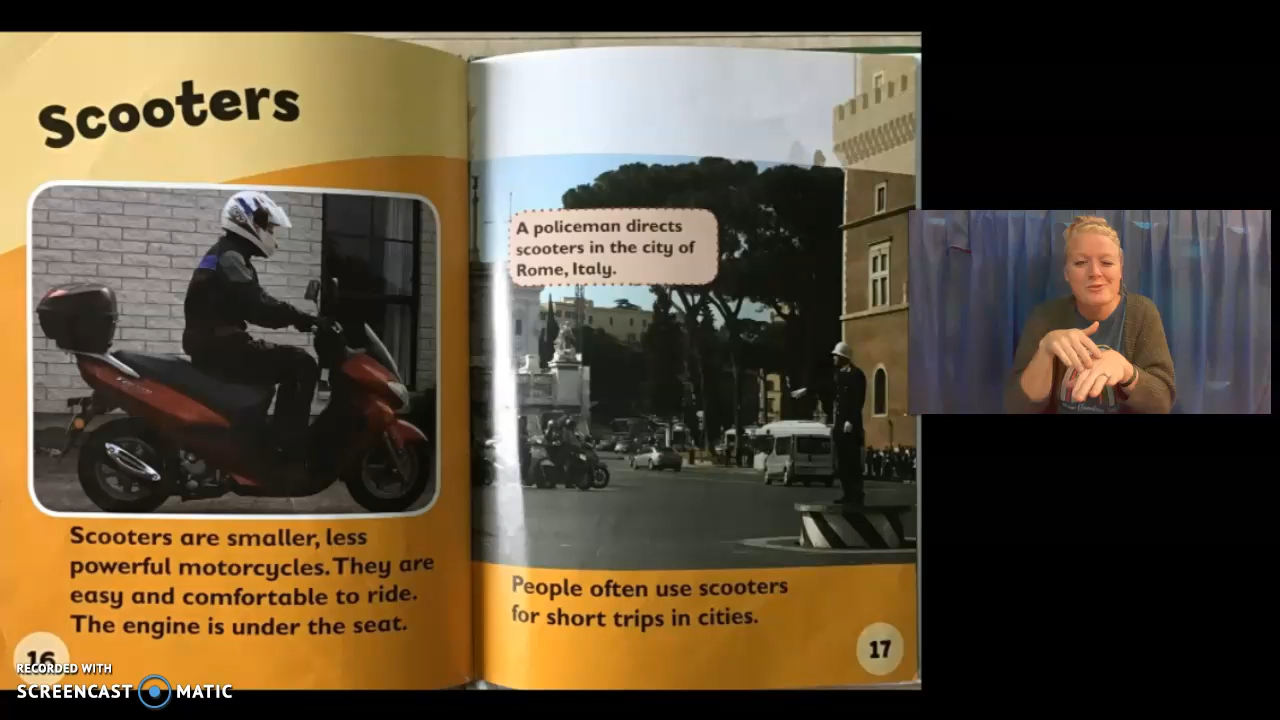 Scooters
Scooters are smaller, less
powerful motorcycles. They are
easy and comfortable to ride.
The engine is under the seat.
16
A policeman directs
scooters in the city of
Rome, Italy.
People often use scooters
for short trips in cities.
17
RECORDED WITH
SCREENCAST MATIC